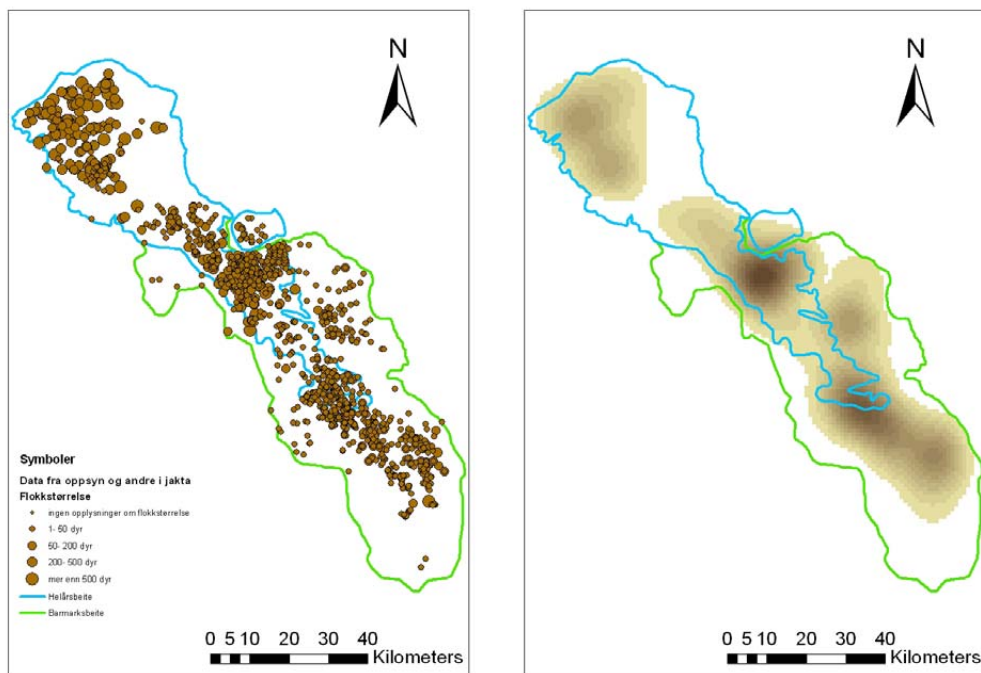 N
Symboler
Data fra oppsyn og andre i jakta
Flokkstørrelse
ingen opplysninger om flokkstørrelse
1- 50 dyr
50- 200 dyr
200- 500 dyr
mer enn 500 dyr
Helårsbeite
Barmarksbeite
0 5 10 20 30 40
Kilometers
N
0 5 10 20 30 40
Kilometers